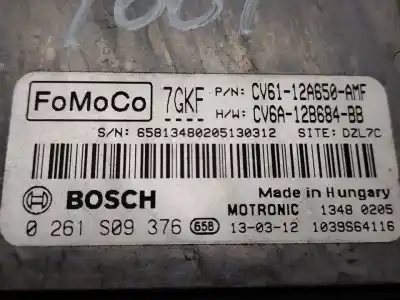 1001
FoMoCo 7GKF P/N: CV61-12A650-AMF
H/W: CV6A-12B684-BB
S/N: 65813480205130312 SITE: DZL7C
BOSCH Made in Hungary
MOTRONIC 1348 0205
0 261 S09 376 658 13-03-12 1039S64116